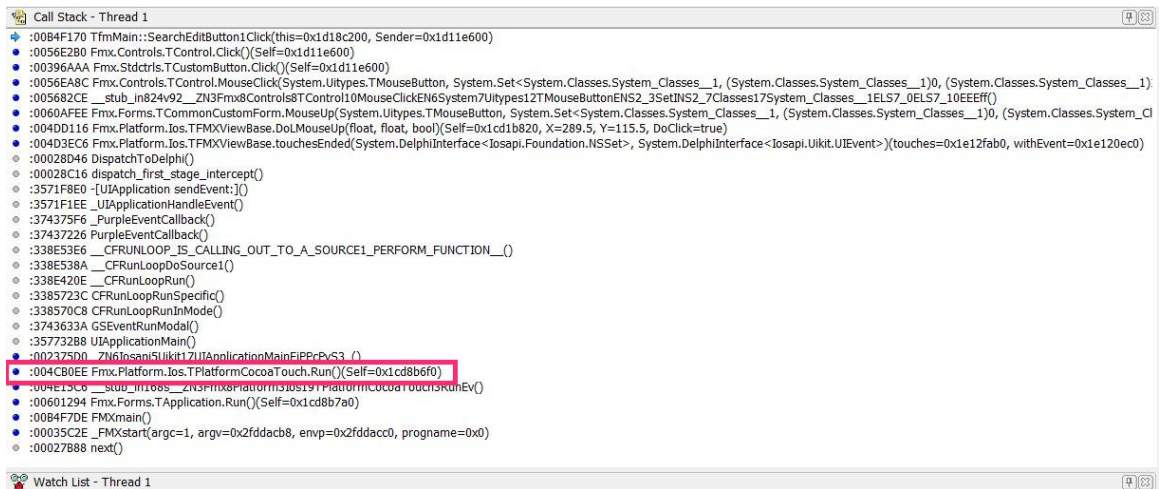 Call Stack - Thread 1
:00B4F170 TfmMain::SearchEditButton1Click(this=0x1d18c200, Sender=0x1d11e600)
:0056E2B0 Fmx.Controls.TControl.Click()(Self=0x1d11e600)
:00396AAA Fmx.Stdctrls.TCustomButton.Click()(Self=0x1d11e600)
:0056EA8C Fmx.Controls.TControl.MouseClick(System.Uitypes.TMouseButton, System.Set<System.Classes.System_Classes__1, (System.Classes.System_Classes__1)0, (System.Classes.System_Classes__1)
:005682CE __stub_in824v92__ZN3Fmx8Controls8TControl10MouseClickEN6System7Uitypes12TMouseButtonENS2_3SetINS2_7Classes17System_Classes__1ELS7_0ELS7_10EEEff()
:0060AFEE Fmx.Forms.TCommonCustomForm.MouseUp(System.Uitypes.TMouseButton, System.Set<System.Classes.System_Classes__1, (System.Classes.System_Classes__1)0, (System.Classes.System_Cl
:004DD116 Fmx.Platform.Ios.TFMXViewBase.DoLMouseUp(float, float, bool)(Self=0x1cd1b820, X=289.5, Y=115.5, DoClick=true)
:004D3EC6 Fmx.Platform.Ios.TFMXViewBase.touchesEnded(System.DelphiInterface<Iosapi.Foundation.NSSet>, System.DelphiInterface<Iosapi.Uikit.UIEvent>)(touches=0x1e12fab0, withEvent=0x1e120ec0)
:00028D46 DispatchToDelphi()
:00028C16 dispatch_first_stage_intercept()
:3571F8E0 -[UIApplication sendEvent:]()
:3571F1EE _UIApplicationHandleEvent()
:374375F6 _PurpleEventCallback()
:37437226 PurpleEventCallback()
:338E53E6 __CFRUNLOOP_IS_CALLING_OUT_TO_A_SOURCE1_PERFORM_FUNCTION__()
:338E538A __CFRunLoopDoSource1()
:338E420E __CFRunLoopRun()
:3385723C CFRunLoopRunSpecific()
:338570C8 CFRunLoopRunInMode()
:3743633A GSEventRunModal()
:357732B8 UIApplicationMain()
:002375D0 _ZN6Iosapi5Uikit17UIApplicationMainEiPPcPvS3_()
:004CB0EE Fmx.Platform.Ios.TPlatformCocoaTouch.Run()(Self=0x1cd8b6f0)
:004E15C6 __stub_in168s__ZN3Fmx8Platform3Ios19TPlatformCocoaTouch3RunEv()
:00601294 Fmx.Forms.TApplication.Run()(Self=0x1cd8b7a0)
:00B4F7DE FMXmain()
:00035C2E _FMXstart(argc=1, argv=0x2fddacb8, envp=0x2fddacc0, progname=0x0)
:00027B88 next()
Watch List - Thread 1